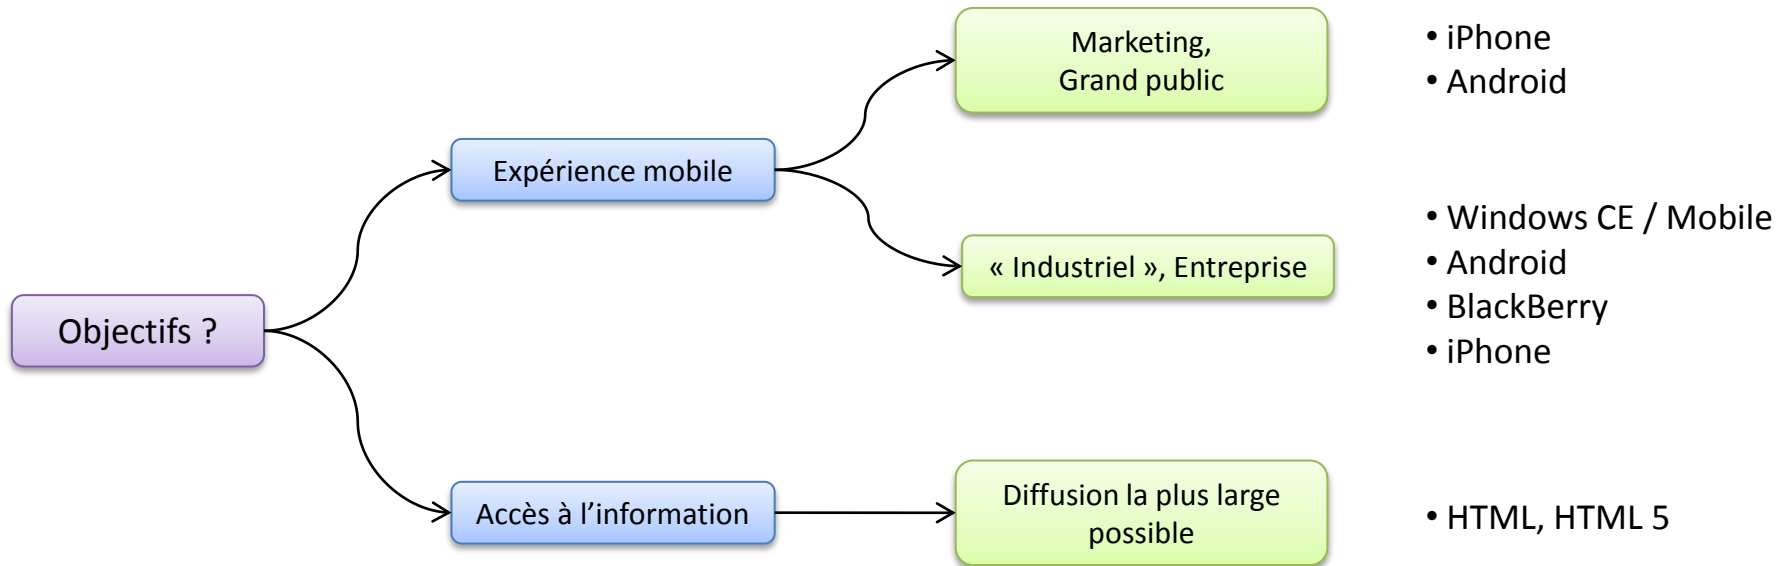 Marketing,
Grand public
• iPhone
• Android
Expérience mobile
« Industriel », Entreprise
• Windows CE / Mobile
• Android
• BlackBerry
• iPhone
Objectifs ?
Accès à l’information
Diffusion la plus large
possible
• HTML, HTML 5